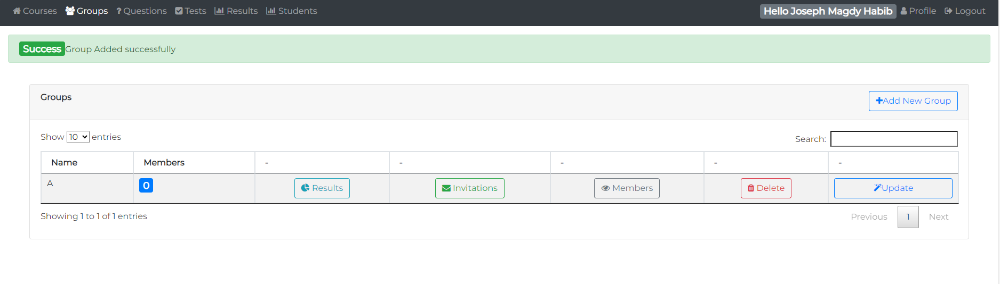 Courses Groups Questions Tests Results Students Hello Joseph Magdy Habib Profile Logout
Success Group Added successfully
Groups
+Add New Group
Show 10 entries
Search:
Name Members - - - - -
A 0 Results Invitations Members Delete Update
Showing 1 to 1 of 1 entries
Previous 1 Next